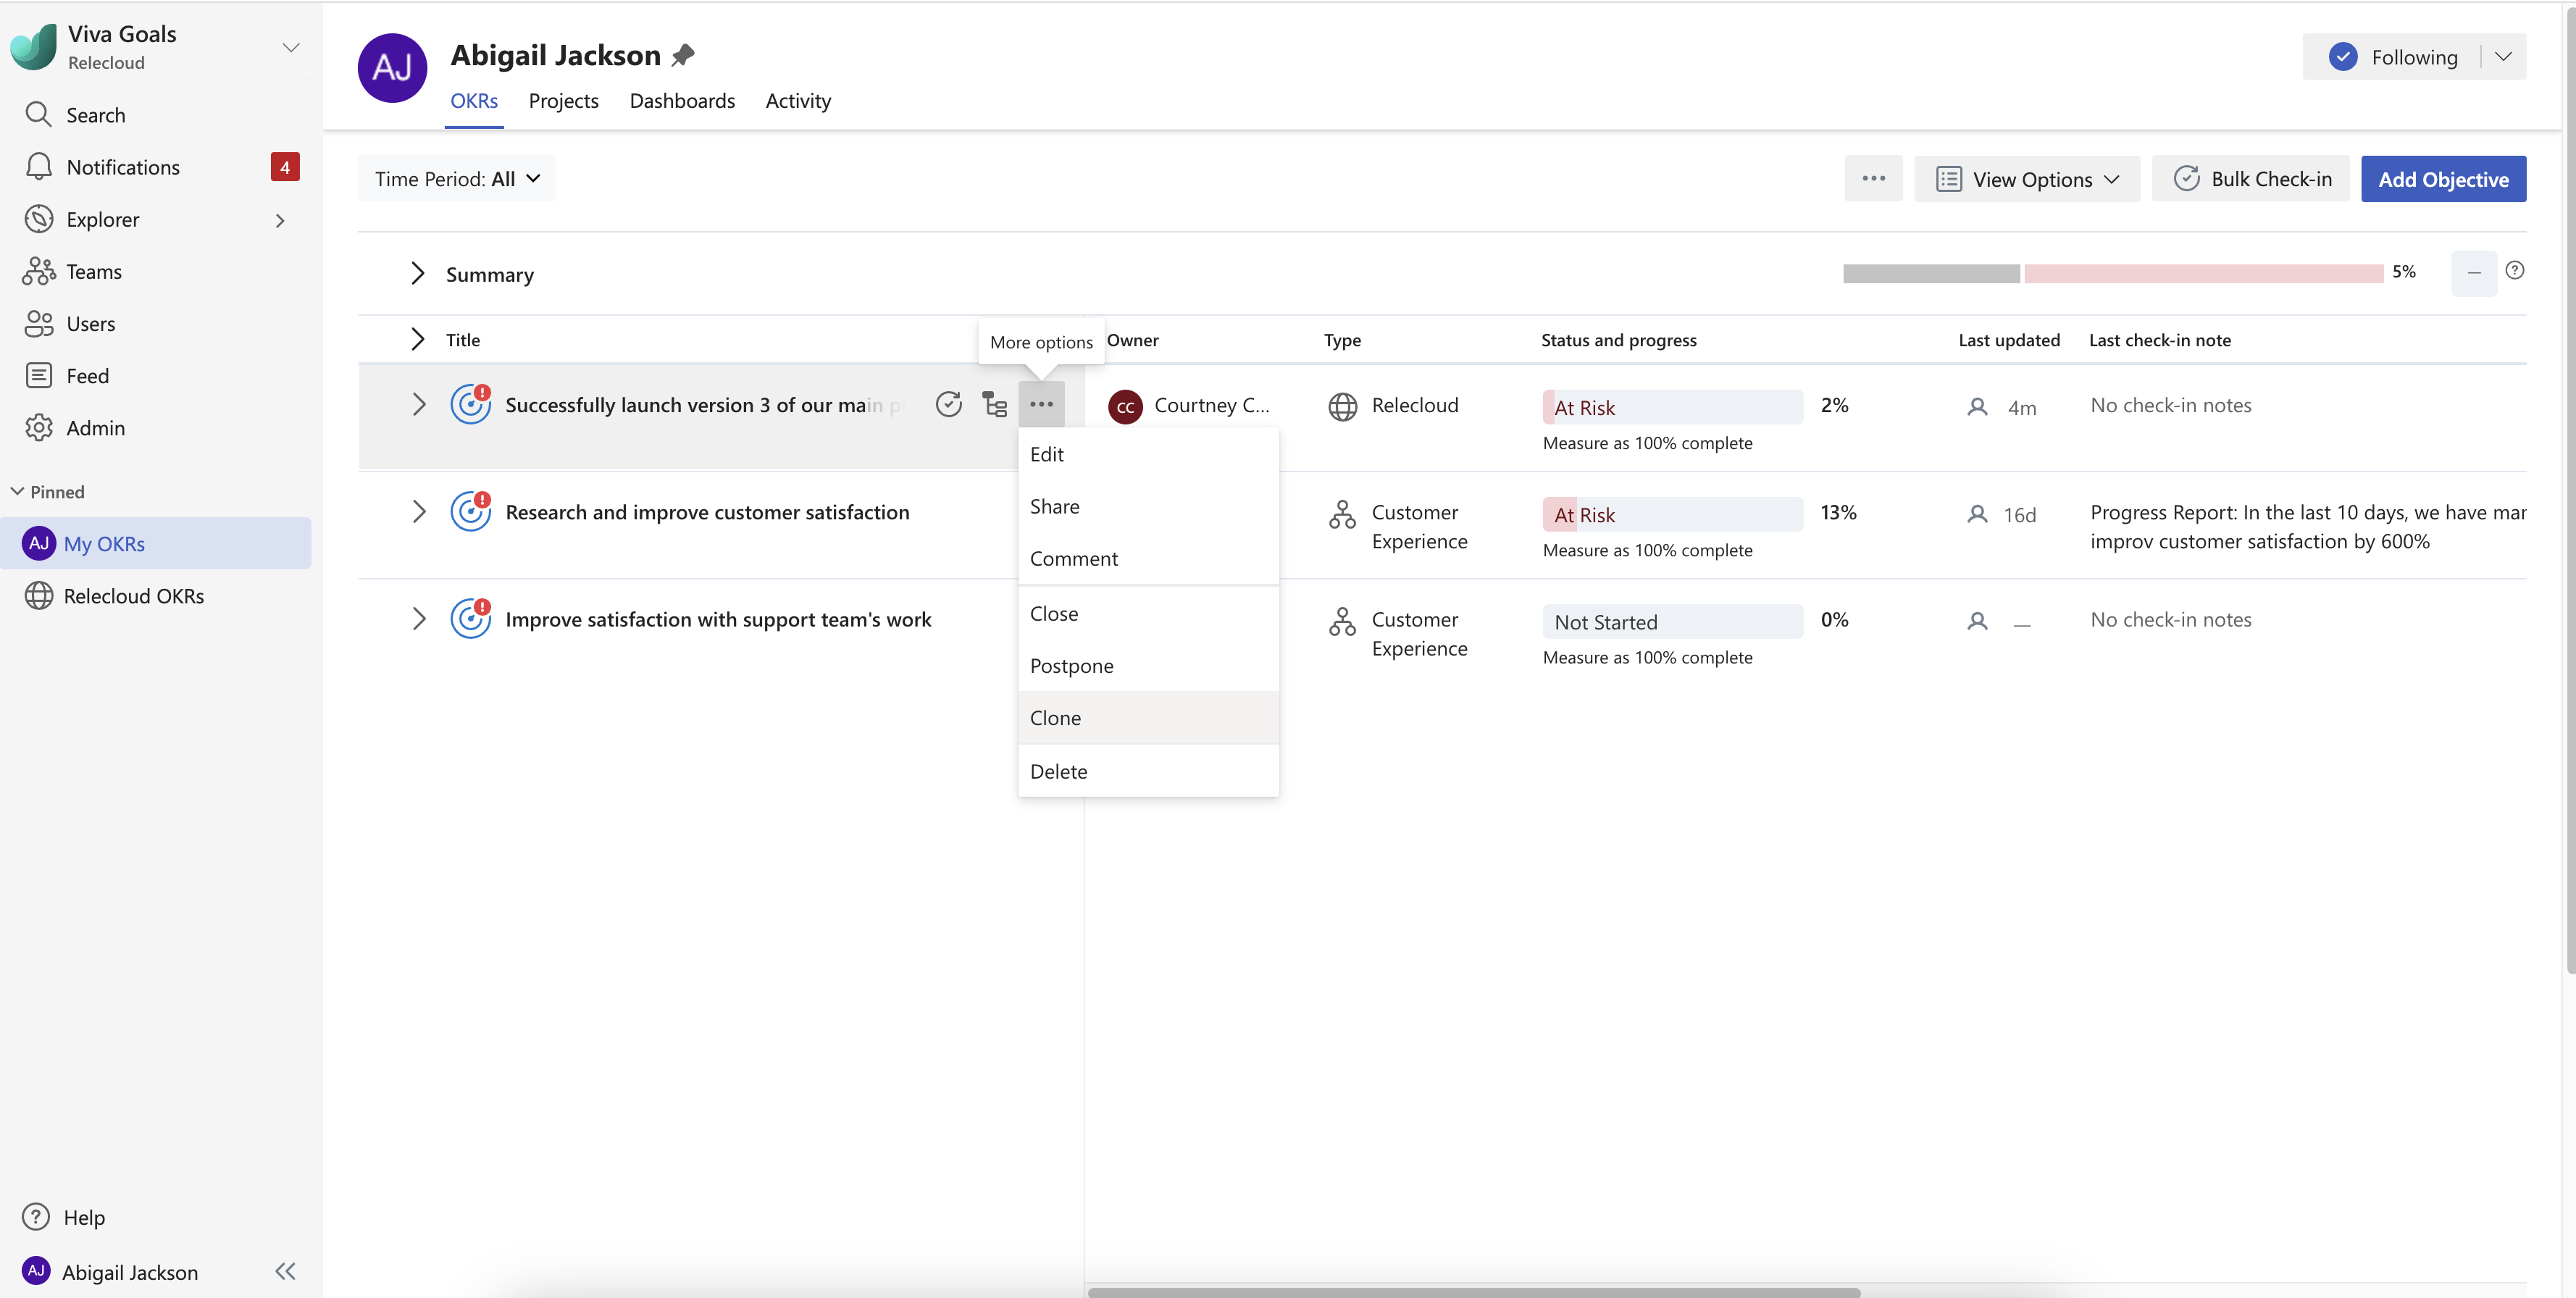 Viva Goals
Relecloud
Search
Notifications 4
Explorer
Teams
Users
Feed
Admin
Pinned
AJ My OKRs
Relecloud OKRs
Help
AJ Abigail Jackson
AJ
Abigail Jackson
OKRs Projects Dashboards Activity
Following
Time Period: All
View Options Bulk Check-in Add Objective
Summary 5%
More options
Title Owner Type Status and progress Last updated Last check-in note
Successfully launch version 3 of our main CC Courtney C... Relecloud At Risk 2% 4m No check-in notes
Measure as 100% complete
Edit
Share
Comment
Close
Postpone
Clone
Delete
Research and improve customer satisfaction Customer At Risk 13% 16d Progress Report: In the last 10 days, we have mar
Experience Measure as 100% complete improv customer satisfaction by 600%
Improve satisfaction with support team's work Customer Not Started 0% — No check-in notes
Experience Measure as 100% complete